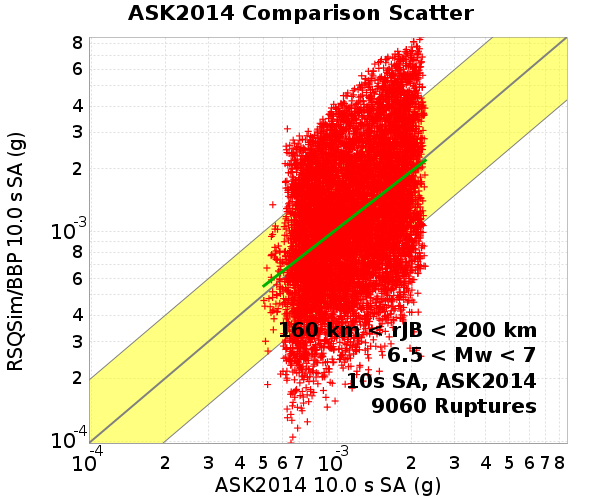 ASK2014 Comparison Scatter
RSQSim/BBP 10.0 s SA (g)
8
6
4
3
2
10-3
8
6
4
3
2
10-4
160 km < rJB < 200 km
6.5 < Mw < 7
10s SA, ASK2014
9060 Ruptures
10-4 2 3 4 5 6 7 10-3 2 3 4 5 6 7 8
ASK2014 10.0 s SA (g)